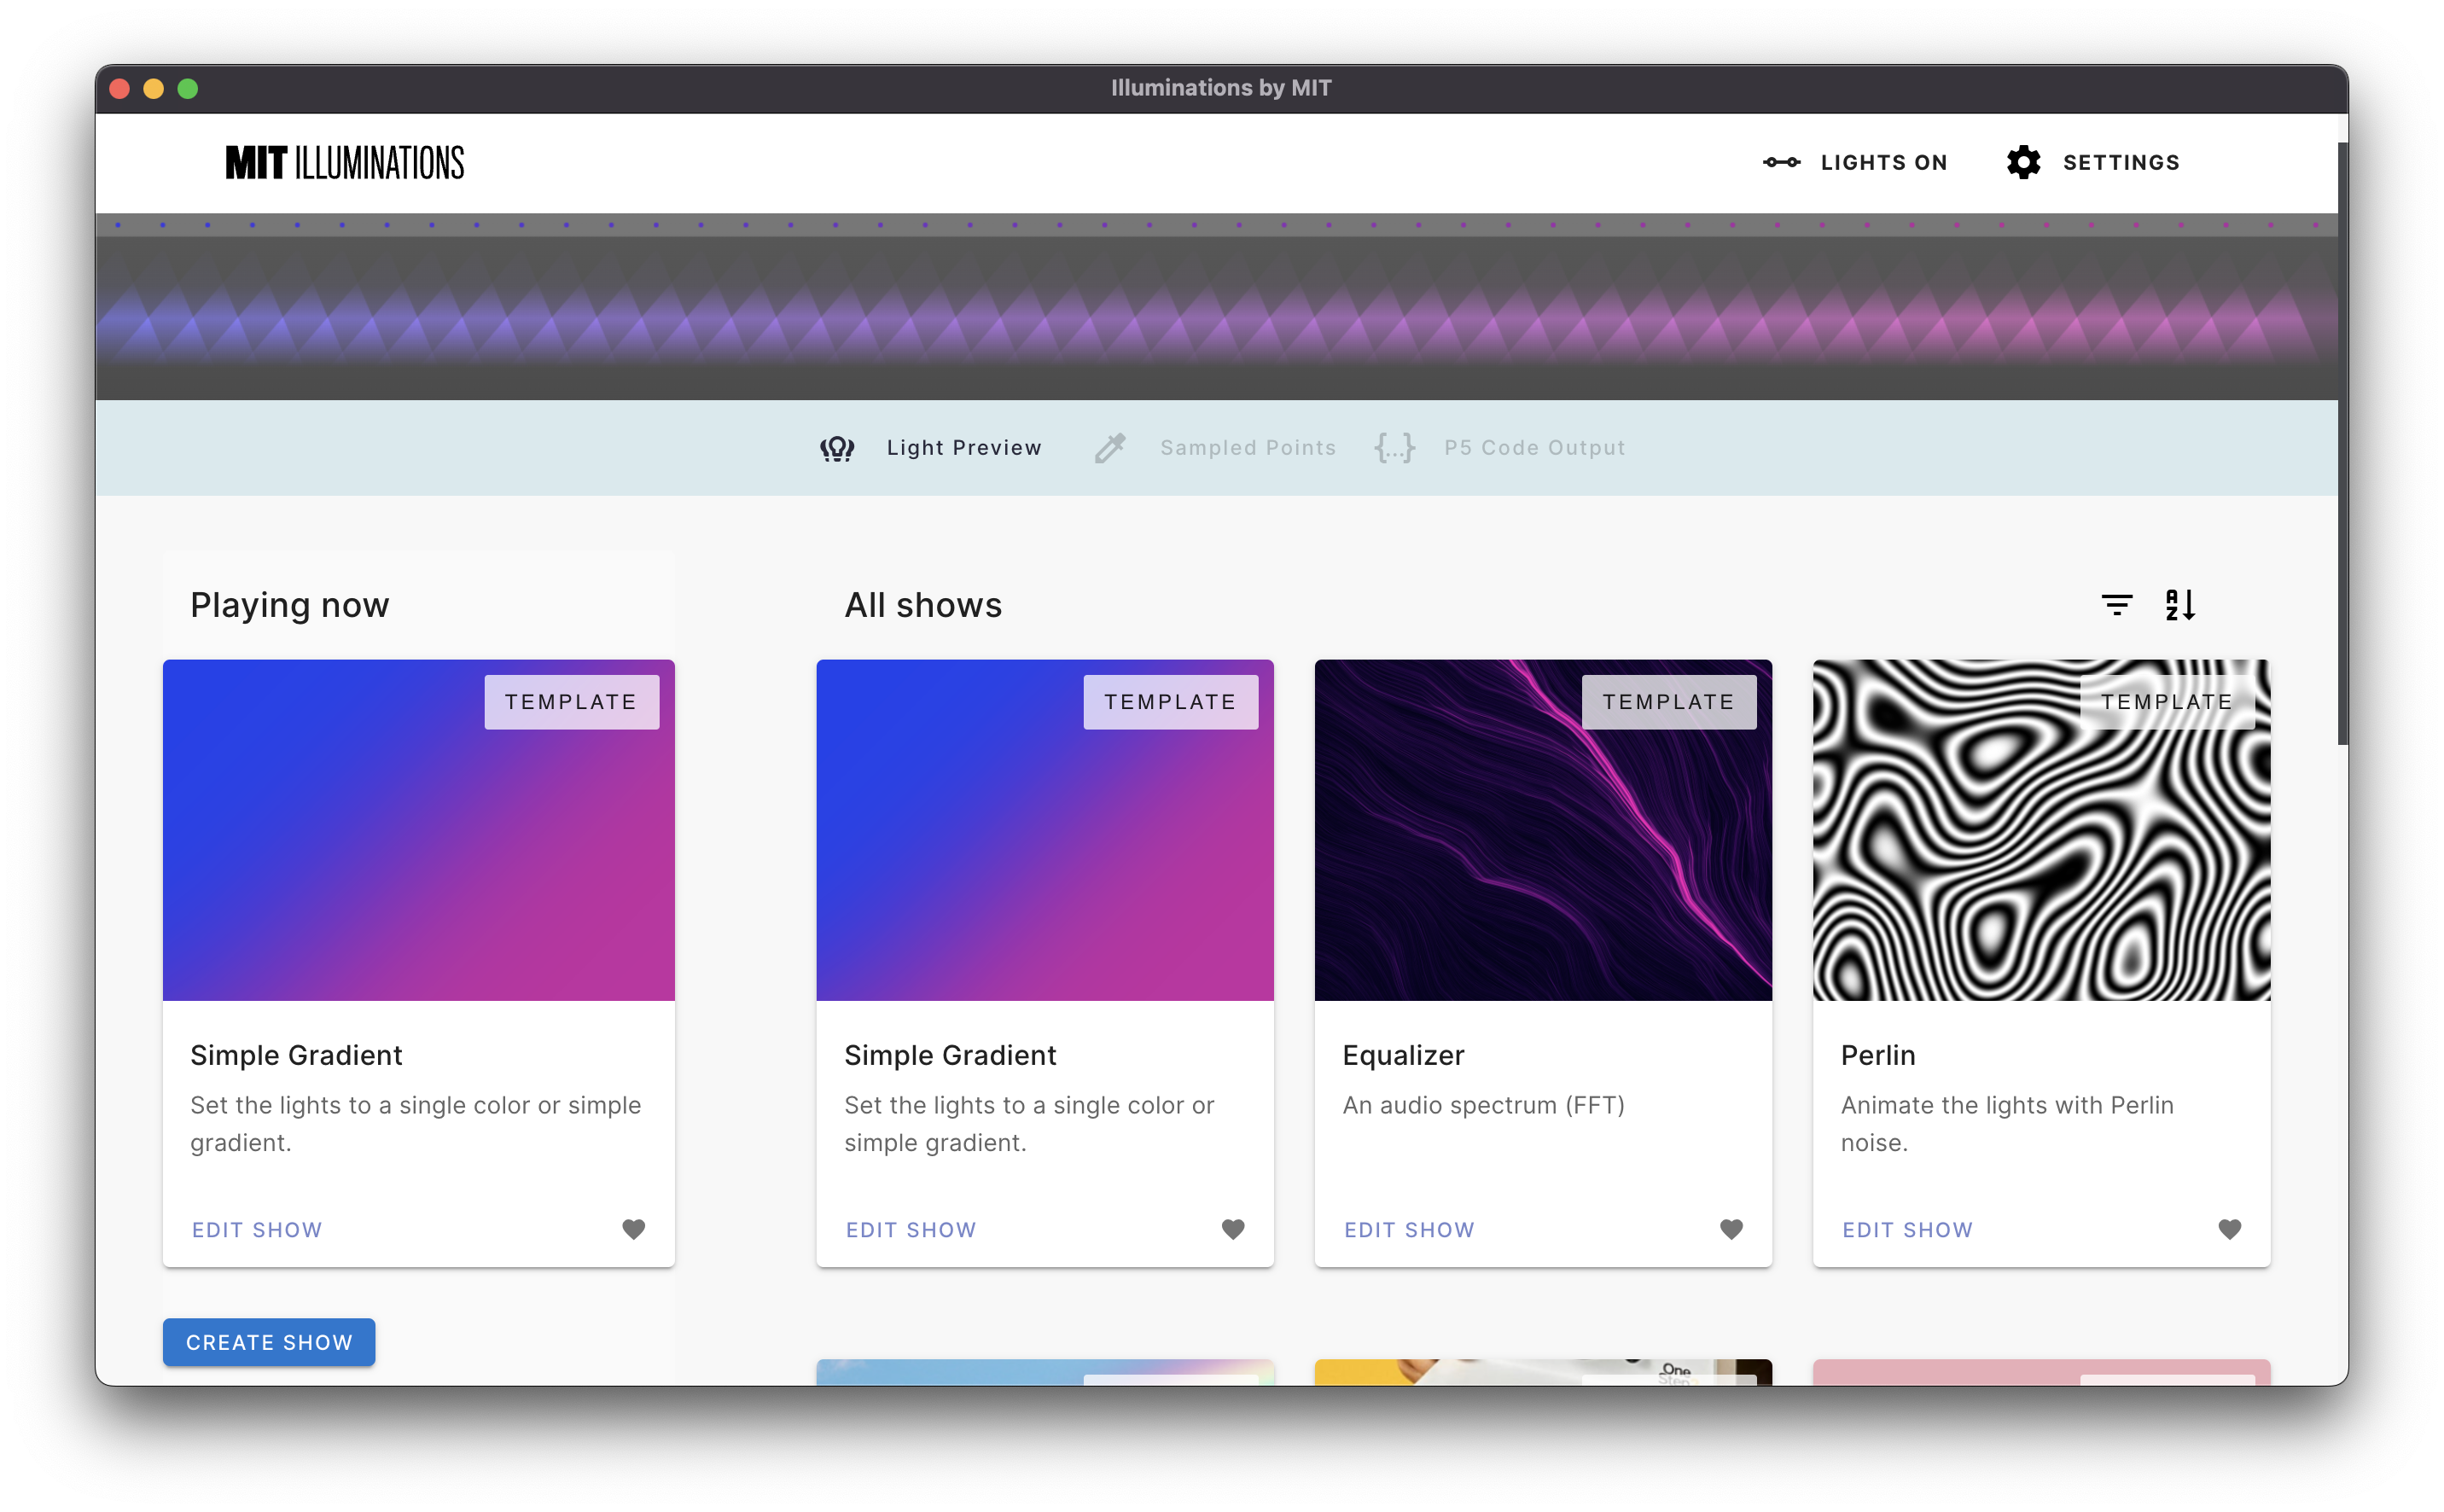 Illuminations by MIT
MIT ILLUMINATIONS
LIGHTS ON
SETTINGS
Light Preview
Sampled Points
{...}
P5 Code Output
Playing now
All shows
A
Z
TEMPLATE
Simple Gradient
Set the lights to a single color or simple
gradient.
EDIT SHOW
CREATE SHOW
TEMPLATE
Simple Gradient
Set the lights to a single color or
simple gradient.
EDIT SHOW
TEMPLATE
Equalizer
An audio spectrum (FFT)
EDIT SHOW
TEMPLATE
Perlin
Animate the lights with Perlin
noise.
EDIT SHOW
One
Step